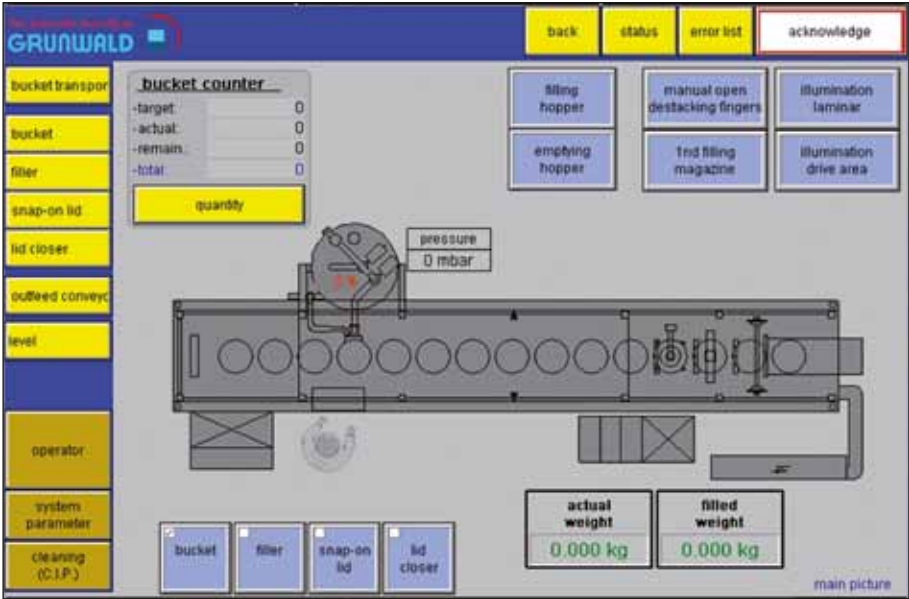 GRUNWALD
back
status
error list
acknowledge
bucket transpor
bucket
filler
snap-on lid
lid closer
outfeed conveyc
level
operator
system
parameter
cleaning
(C.I.P.)
bucket counter
-target: 0
-actual: 0
-remain.: 0
-total: 0
quantity
filling
hopper
manual open
destacking fingers
illumination
laminar
emptying
hopper
1nd filling
magazine
illumination
drive area
pressure
0 mbar
bucket
filler
snap-on
lid
lid
closer
actual
weight
0.000 kg
filled
weight
0.000 kg
main picture